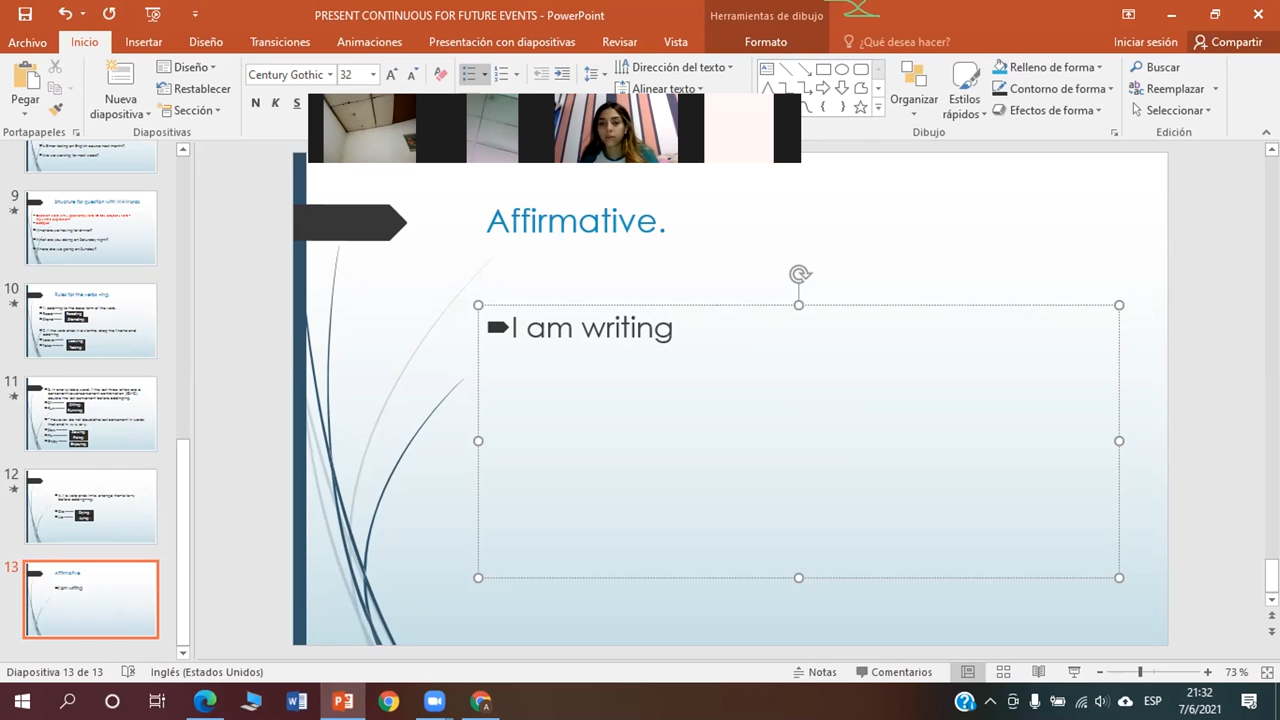 PRESENT CONTINUOUS FOR FUTURE EVENTS - PowerPoint
Herramientas de dibujo
Archivo
Inicio
Insertar
Diseño
Transiciones
Animaciones
Presentación con diapositivas
Revisar
Vista
Formato
¿Qué desea hacer?
Iniciar sesión
Compartir
Pegar
Nueva diapositiva
Diseño
Restablecer
Sección
Century Gothic
32
N K S
Dirección del texto
Alinear texto
Organizar
Estilos rápidos
Relleno de forma
Contorno de forma
Efectos de forma
Buscar
Reemplazar
Seleccionar
Portapapeles
Diapositivas
Dibujo
Edición
9
10
11
12
13
Affirmative
I am writing
Affirmative.
I am writing
Diapositiva 13 de 13
Inglés (Estados Unidos)
Notas
Comentarios
73 %
ESP
21:32
7/6/2021